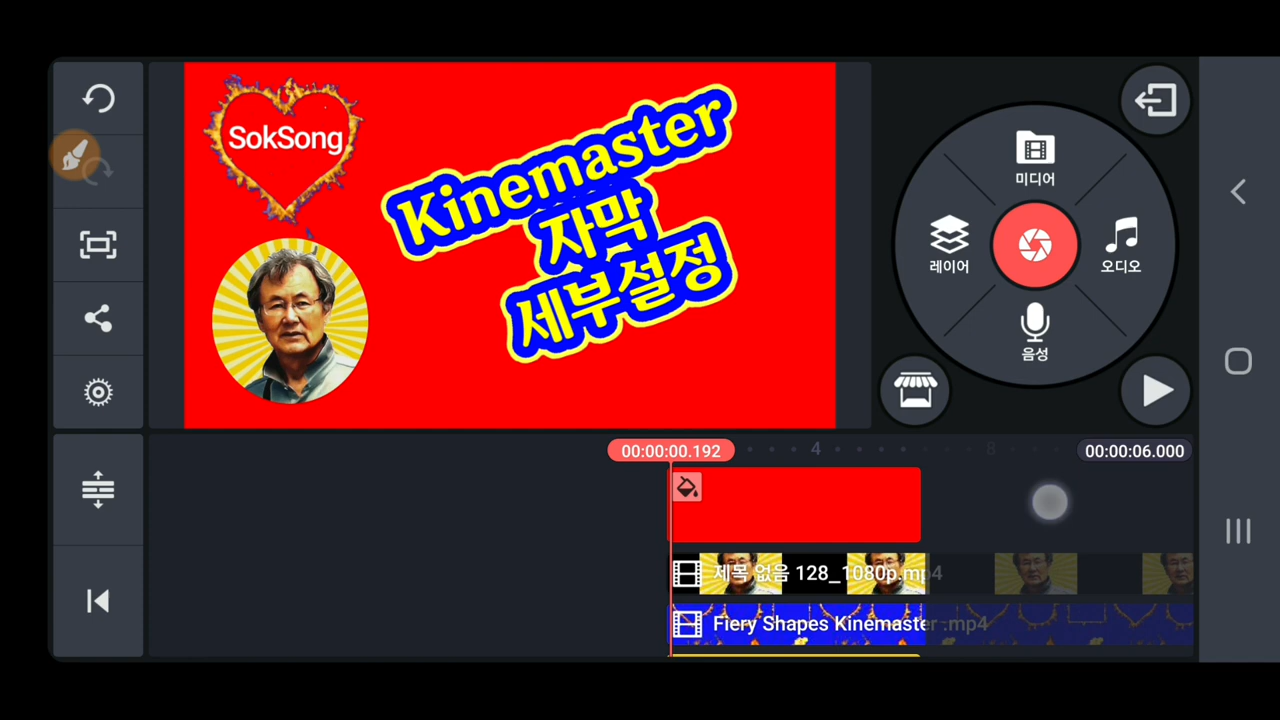 SokSong
Kinemaster
자막
세부설정
미디어
레이어
오디오
음성
00:00:00.192
4
8
00:00:06.000
제목 없음 128_1080p.mp4
Fiery Shapes Kinemaster .mp4